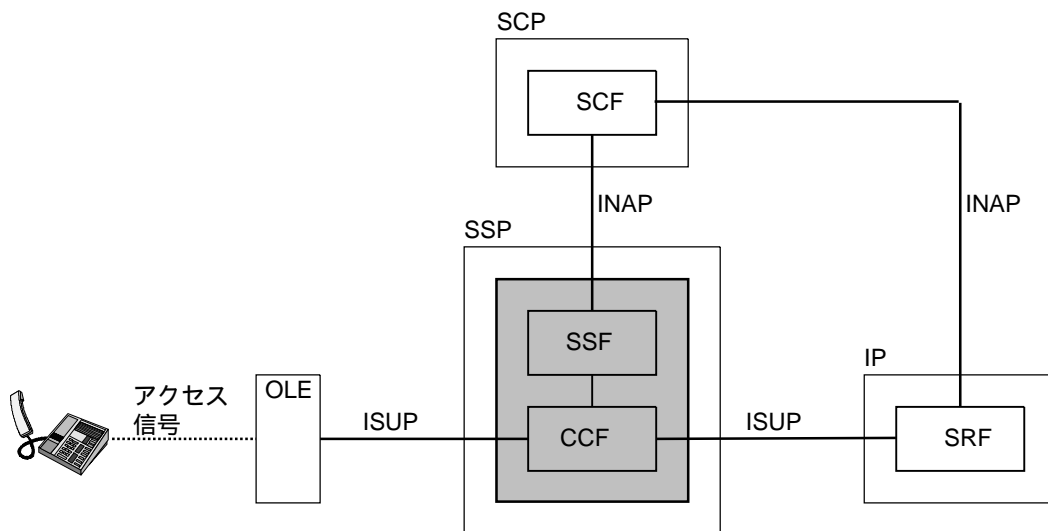 SCP
SCF
INAP
INAP
SSP
SSF
IP
アクセス
信号
OLE
ISUP
CCF
ISUP
SRF